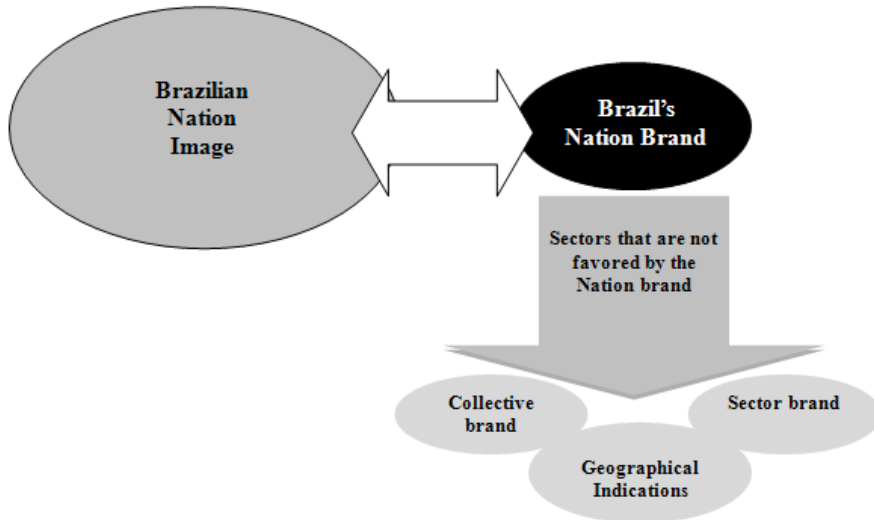 Brazilian
Nation
Image
Brazil's
Nation Brand
Sectors that are not
favored by the
Nation brand
Collective
brand
Sector brand
Geographical
Indications